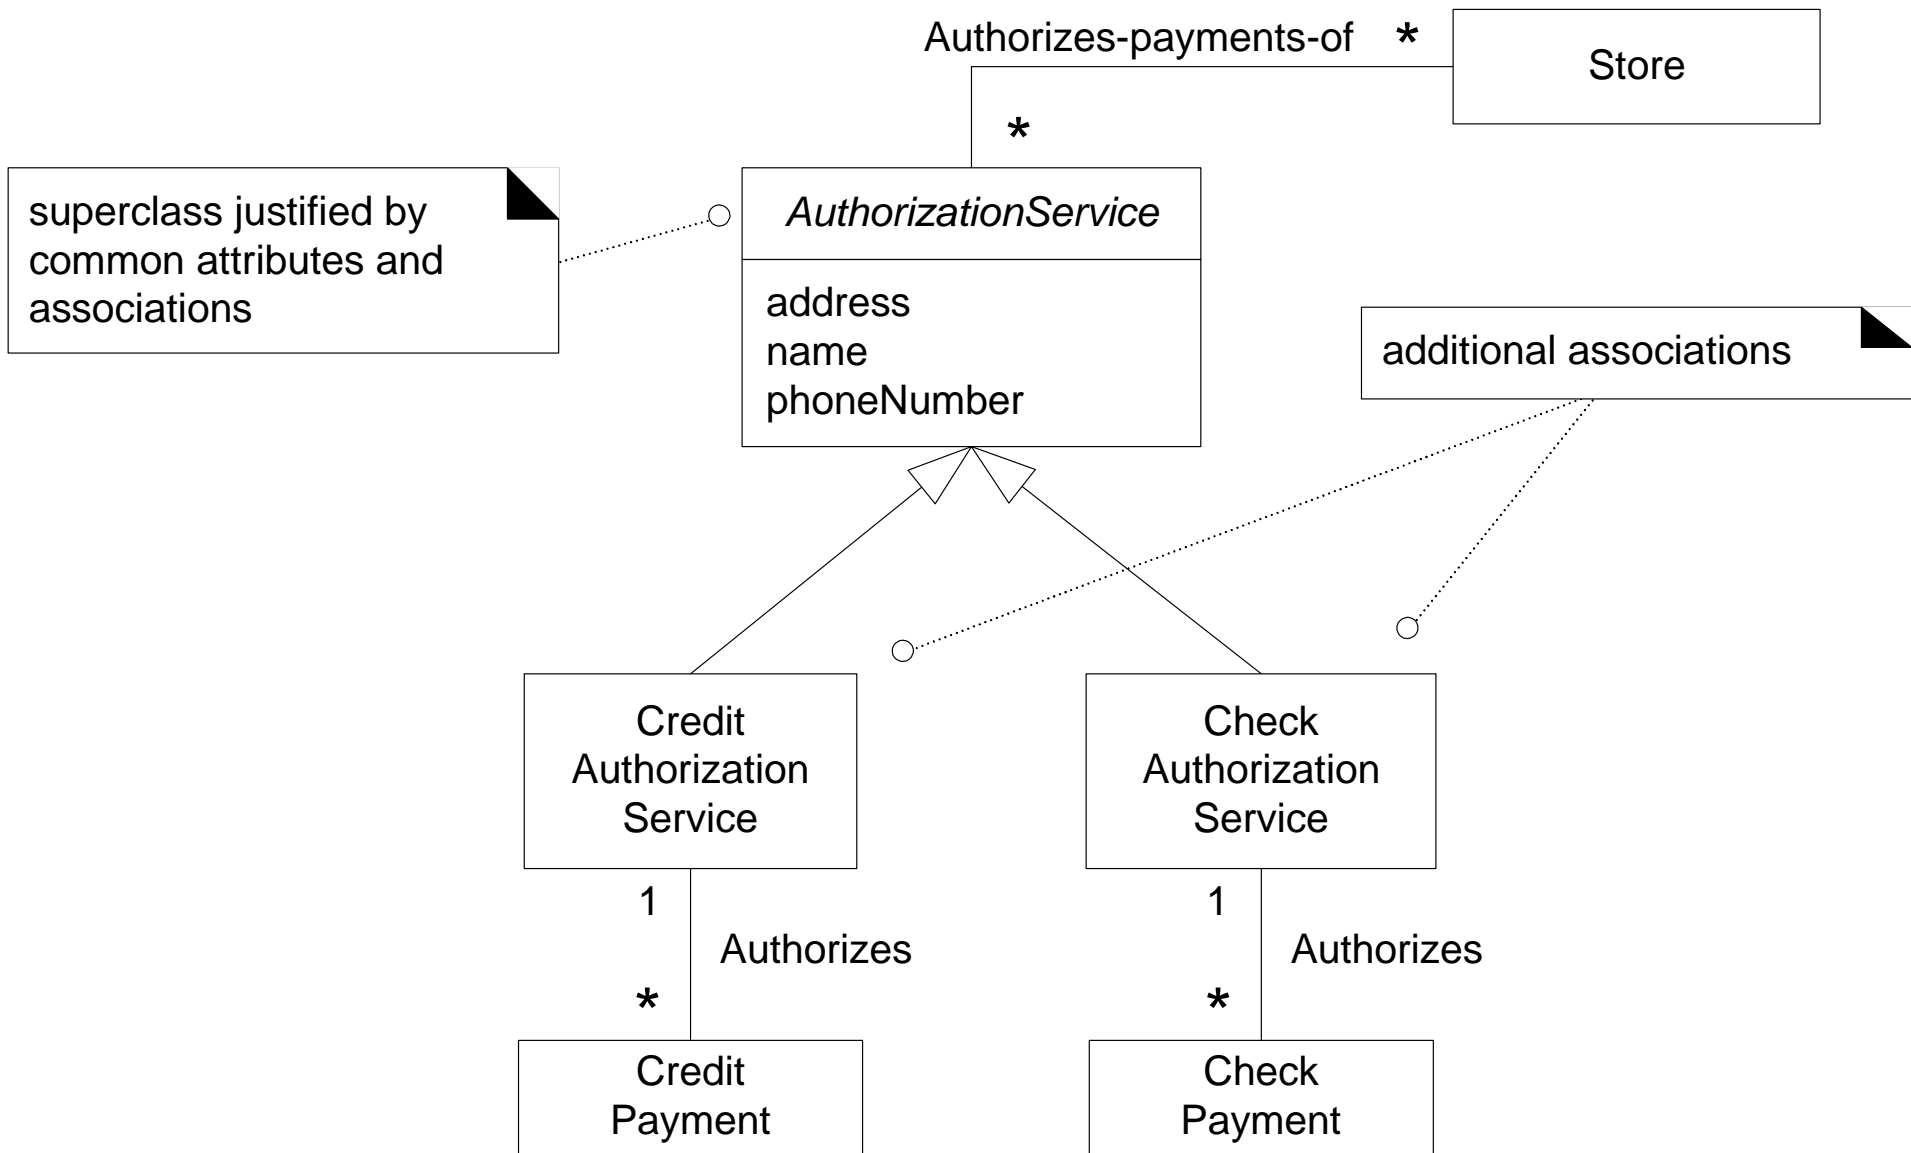 Authorizes-payments-of *
Store
*
superclass justified by
common attributes and
associations
AuthorizationService
address
name
phoneNumber
additional associations
Credit
Authorization
Service
Check
Authorization
Service
1
Authorizes
*
1
Authorizes
*
Credit
Payment
Check
Payment